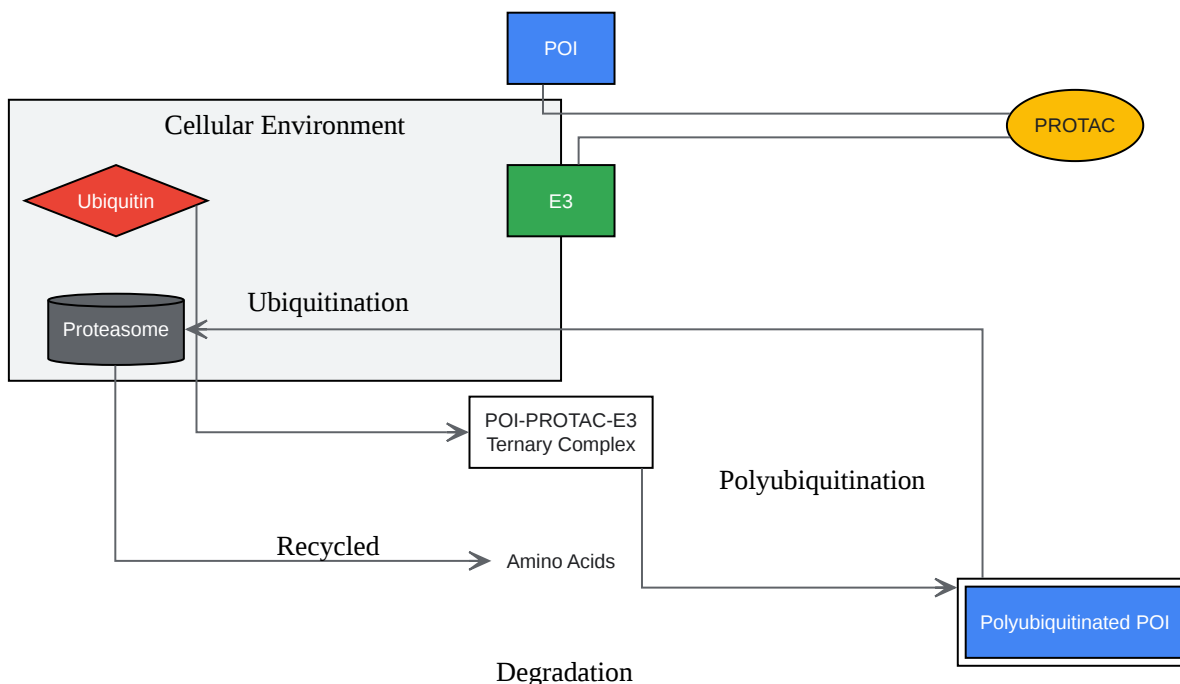 POI
Cellular Environment
PROTAC
Ubiquitin
E3
Ubiquitination
Proteasome
POI-PROTAC-E3
Ternary Complex
Polyubiquitination
Recycled
Amino Acids
Polyubiquitinated POI
Degradation